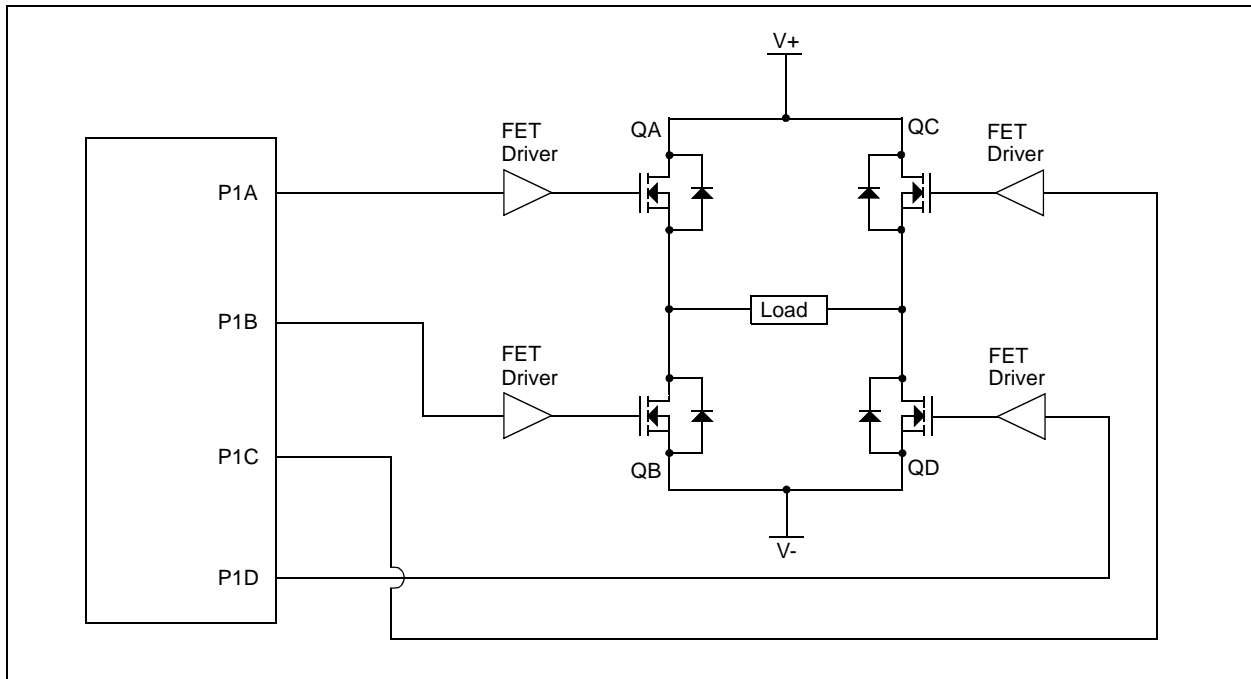 V+
FET
Driver
QA
QC
FET
Driver
P1A
Load
P1B
FET
Driver
FET
Driver
P1C
QB
QD
V-
P1D